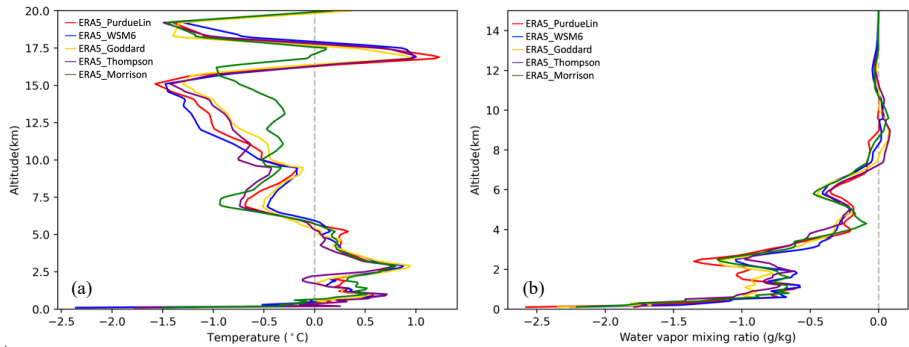 20.0
17.5
15.0
12.5
10.0
7.5
5.0
2.5
0.0
Altitude(km)
ERA5_PurdueLin
ERA5_WSM6
ERA5_Goddard
ERA5_Thompson
ERA5_Morrison
(a)
−2.5 −2.0 −1.5 −1.0 −0.5 0.0 0.5 1.0
Temperature (°C)
14
12
10
8
6
4
2
0
Altitude(km)
ERA5_PurdueLin
ERA5_WSM6
ERA5_Goddard
ERA5_Thompson
ERA5_Morrison
(b)
−2.5 −2.0 −1.5 −1.0 −0.5 0.0
Water vapor mixing ratio (g/kg)